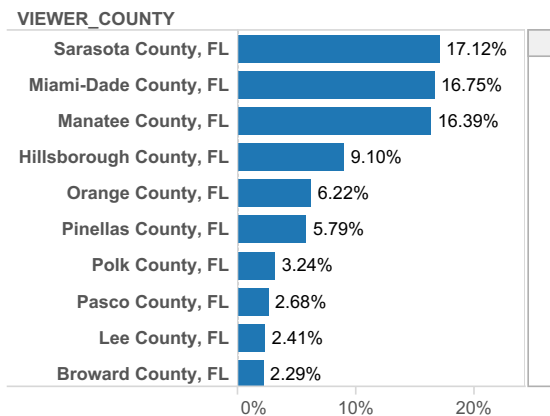 VIEWER_COUNTY
Sarasota County, FL 17.12%
Miami-Dade County, FL 16.75%
Manatee County, FL 16.39%
Hillsborough County, FL 9.10%
Orange County, FL 6.22%
Pinellas County, FL 5.79%
Polk County, FL 3.24%
Pasco County, FL 2.68%
Lee County, FL 2.41%
Broward County, FL 2.29%
0% 10% 20%